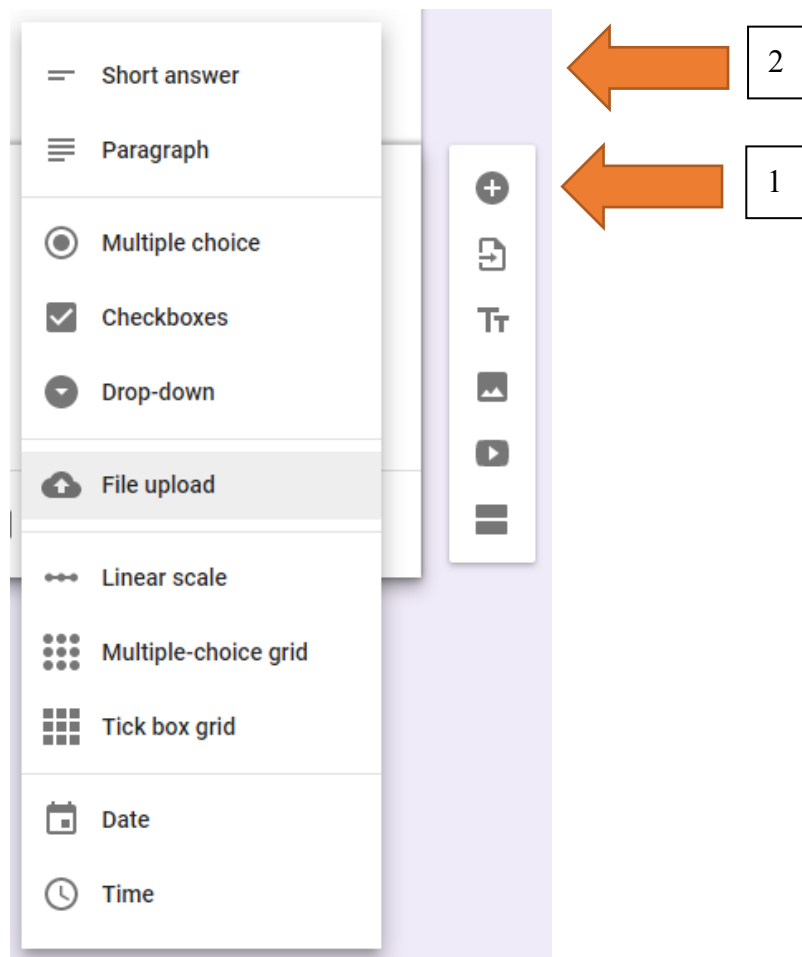 Short answer
2
Paragraph
1
Multiple choice
Checkboxes
Tт
Drop-down
File upload
Linear scale
Multiple-choice grid
Tick box grid
Date
Time